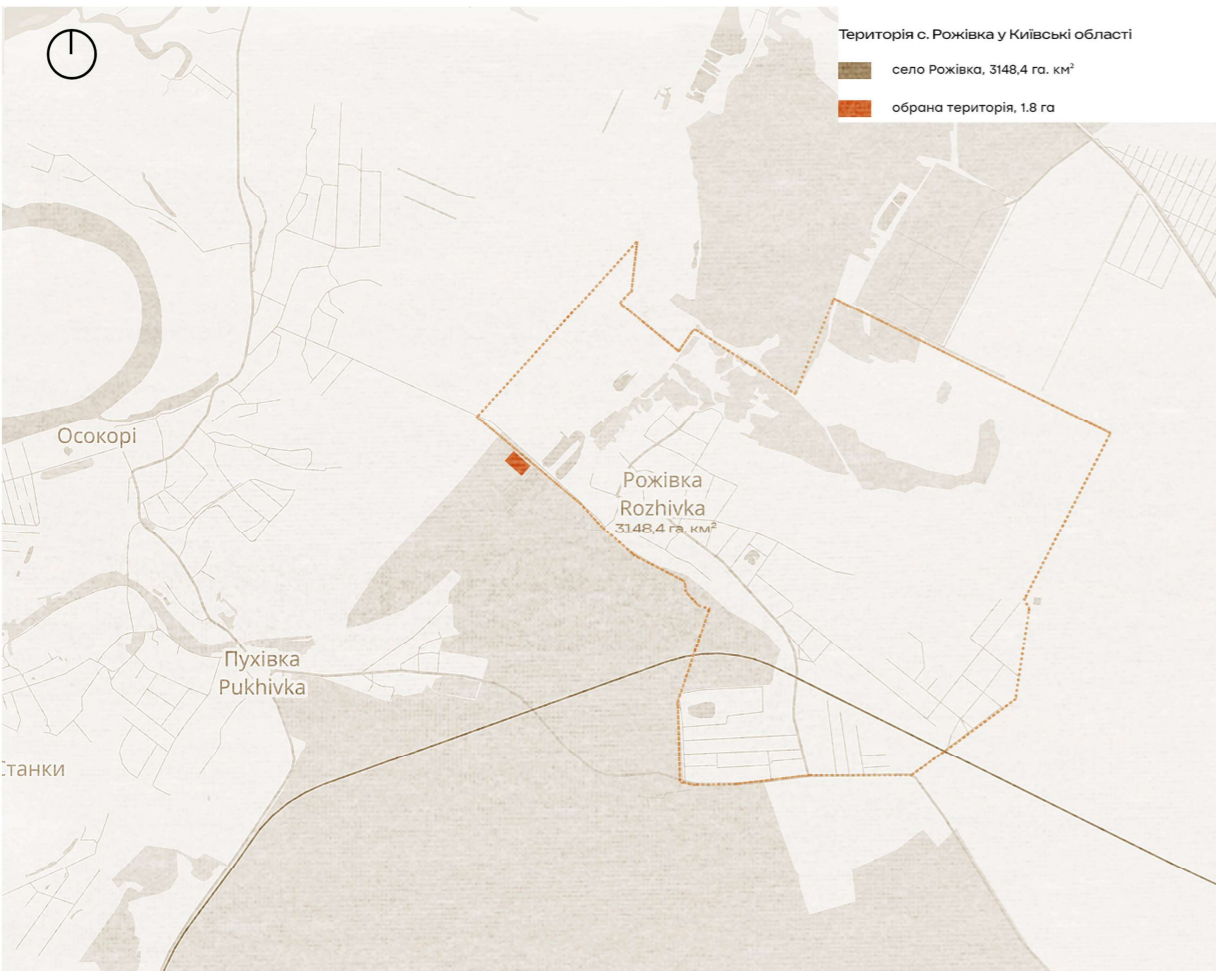 Територія с. Рожівка у Київські області
село Рожівка, 3148,4 га. км²
обрана територія, 1.8 га
Осокорі
Рожівка
Rozhivka
3148,4 га. км²
Пухівка
Pukhivka
Станки